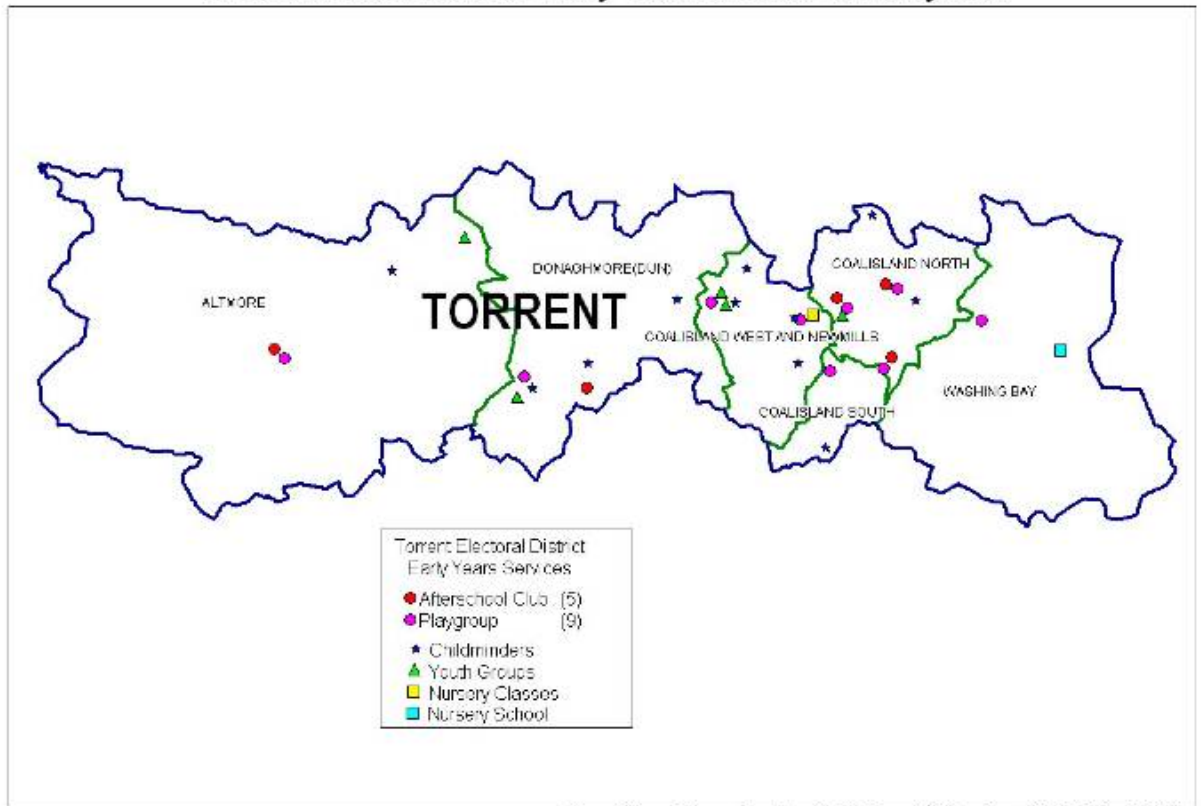 COALISLAND NORTH
DONAGHMORE(DUN)
ALTMORE
TORRENT
COALISLAND WEST AND NEWMILLS
WASHING BAY
COALISLAND SOUTH
Torrent Electoral District
Early Years Services
Afterschool Club (5)
Playgroup (9)
Childminders
Youth Groups
Nursery Classes
Nursery School